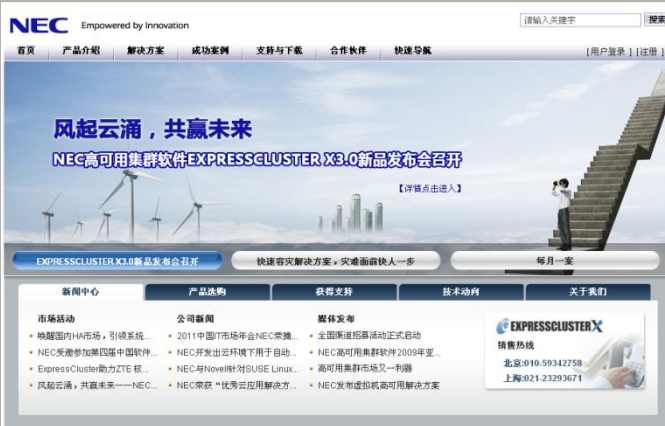 NEC Empowered by Innovation
请输入关键字 搜索
首页 产品介绍 解决方案 成功案例 支持与下载 合作伙伴 快速导航 [用户登录] [注册]
风起云涌，共赢未来
NEC高可用集群软件EXPRESSCLUSTER X3.0新品发布会召开
【详情点击进入】
EXPRESSCLUSTER X3.0新品发布会召开 快速容灾解决方案，灾难面前快人一步 每月一案
新闻中心 产品选购 获得支持 技术动向 关于我们
市场活动 公司新闻 媒体发布
唤醒国内HA市场，引领系统... 2011中国IT市场年会NEC荣摘... 全国渠道招募活动正式启动
NEC受邀参加第四届中国软件... NEC开发出云环境下用于自动... NEC高可用集群软件2009年亚...
ExpressCluster助力ZTE 核... NEC与Novell针对SUSE Linux... 高可用集群市场又一利器
风起云涌，共赢未来——NEC... NEC荣获“优秀云应用解决方... NEC发布虚拟机高可用解决方案
EXPRESSCLUSTER X
销售热线
北京:010-59342758
上海:021-23293671